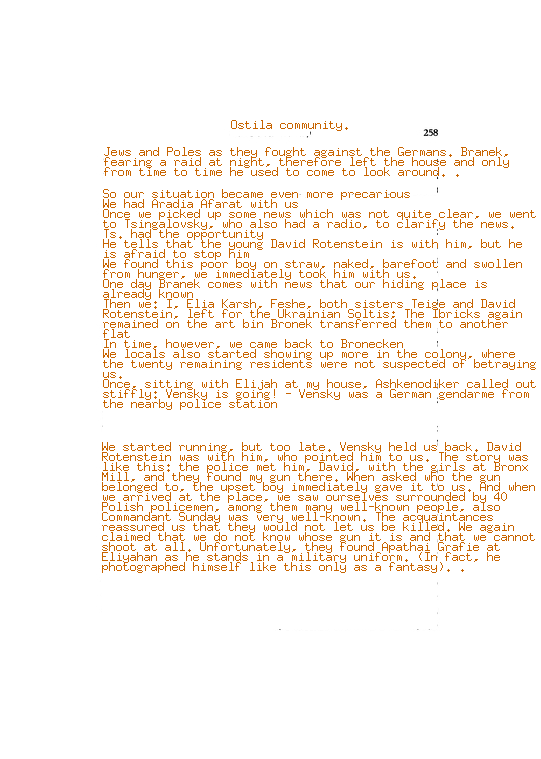 Ostila community.
258
Jews and Poles as they fought against the Germans. Branek,
fearing a raid at night, therefore left the house and only
from time to time he used to come to look around. .
So our situation became even more precarious
We had Aradia Afarat with us
Once we picked up some news which was not quite clear, we went
to Tsingalovsky, who also had a radio, to clarify the news.
Ts. had the opportunity
He tells that the young David Rotenstein is with him, but he
is afraid to stop him
We found this poor boy on straw, naked, barefoot and swollen
from hunger, we immediately took him with us.
One day Branek comes with news that our hiding place is
already known
Then we: I, Elia Karsh, Feshe, both sisters Teige and David
Rotenstein, left for the Ukrainian Soltis: The Ibricks again
remained on the art bin Bronek transferred them to another
flat
In time, however, we came back to Bronecken
We locals also started showing up more in the colony, where
the twenty remaining residents were not suspected of betraying
us.
Once, sitting with Elijah at my house, Ashkenodiker called out
stiffly: Vensky is going! - Vensky was a German gendarme from
the nearby police station
We started running, but too late. Vensky held us back. David
Rotenstein was with him, who pointed him to us. The story was
like this: the police met him, David, with the girls at Bronx
Mill, and they found my gun there. When asked who the gun
belonged to, the upset boy immediately gave it to us. And when
we arrived at the place, we saw ourselves surrounded by 40
Polish policemen, among them many well-known people, also
Commandant Sunday was very well-known. The acquaintances
reassured us that they would not let us be killed. We again
claimed that we do not know whose gun it is and that we cannot
shoot at all. Unfortunately, they found Apathai Grafie at
Eliyahan as he stands in a military uniform. (In fact, he
photographed himself like this only as a fantasy). .